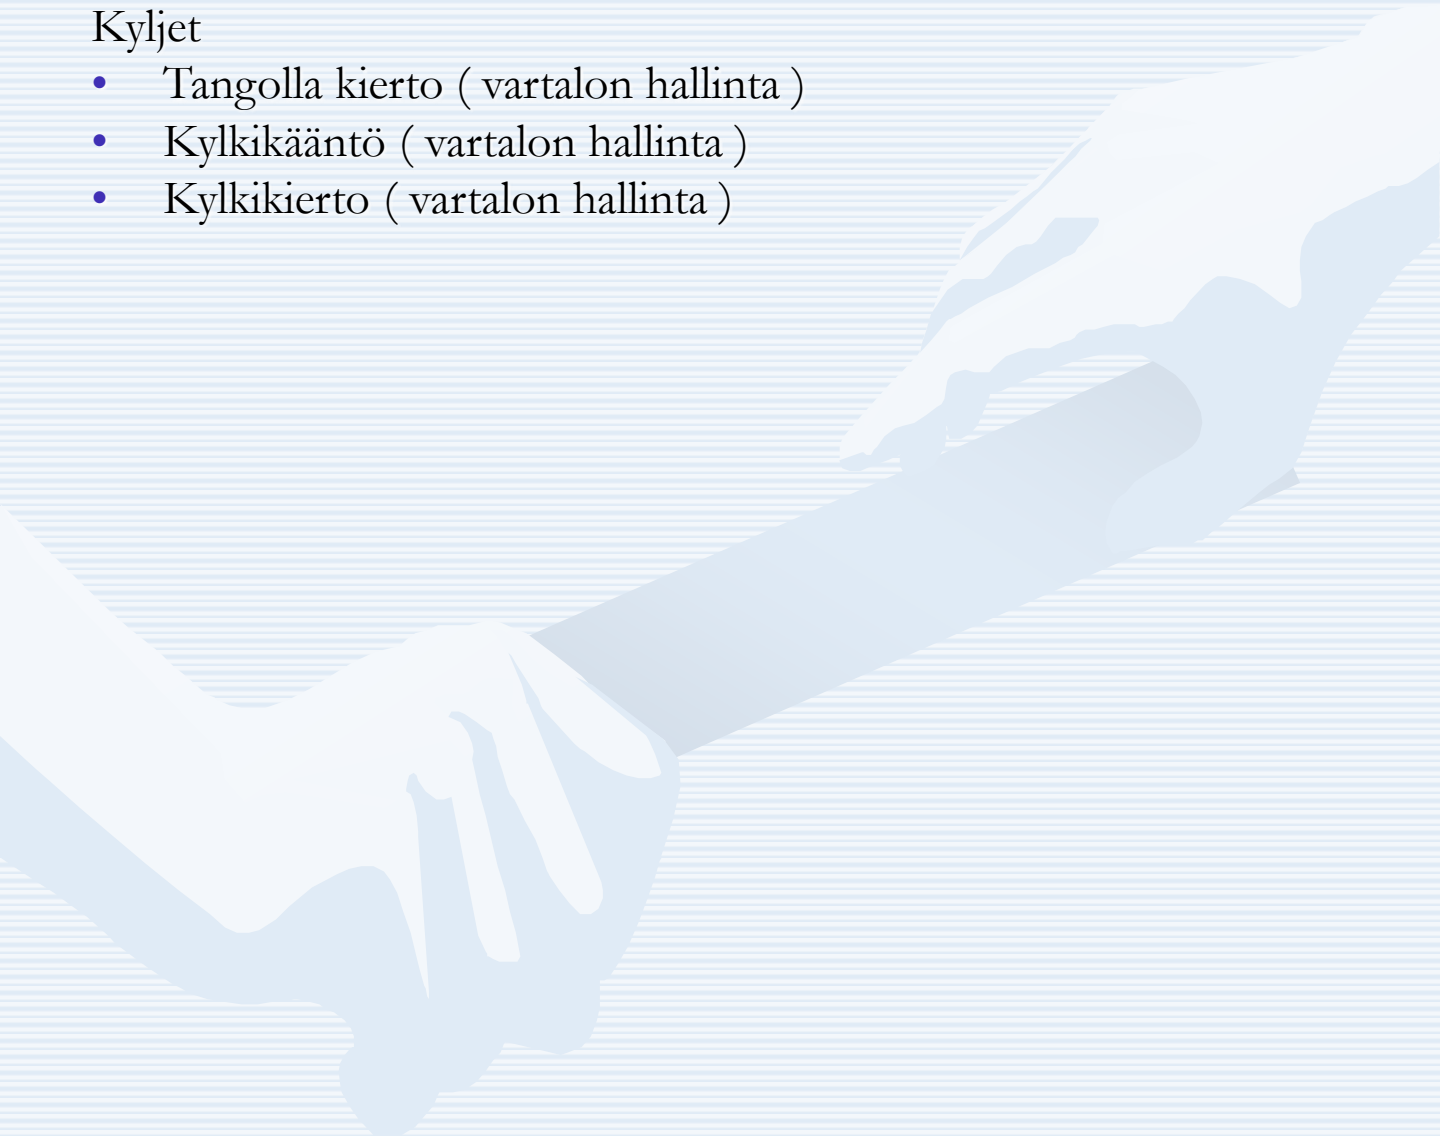 Kyljet
• Tangolla kierto ( vartalon hallinta )
• Kylkikääntö ( vartalon hallinta )
• Kylkikierto ( vartalon hallinta )